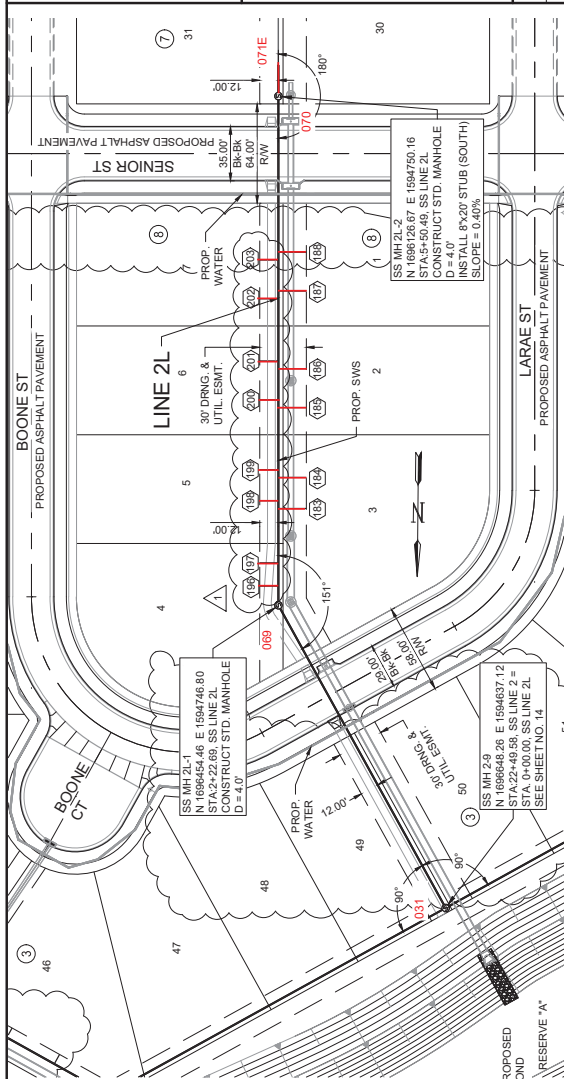 BOONE ST
PROPOSED ASPHALT PAVEMENT
BOONE
CT
3
46
47
48
49
50
51
3
4
5
6
7
8
7
31
30
8
1
2
3
SS MH 2L-1
N 1696454.46 E 1594746.80
STA:2+22.69, SS LINE 2L
CONSTRUCT STD. MANHOLE
D = 4.0'
069
1
196
197
198
199
200
201
202
203
12.00'
LINE 2L
30' DRNG. &
UTIL. ESMT.
PROP.
WATER
SENIOR ST
PROPOSED ASPHALT PAVEMENT
35.00'
Bk-Bk
64.00'
R/W
12.00'
071E
070
180°
183
184
185
186
187
188
PROP. SWS
151°
N
SS MH 2L-2
N 1696126.67 E 1594750.16
STA:5+50.49, SS LINE 2L
CONSTRUCT STD. MANHOLE
D = 4.0'
INSTALL 8"x20' STUB (SOUTH)
SLOPE = 0.40%
LARAE ST
PROPOSED ASPHALT PAVEMENT
PROP.
WATER
12.00'
29.00'
Bk-Bk
58.00'
R/W
30' DRNG. &
UTIL. ESMT.
90°
90°
031
SS MH 2-9
N 1696648.26 E 1594637.12
STA:22+49.58, SS LINE 2 =
STA. 0+00.00, SS LINE 2L
SEE SHEET NO. 14
ROPOSED
OND
RESERVE "A"